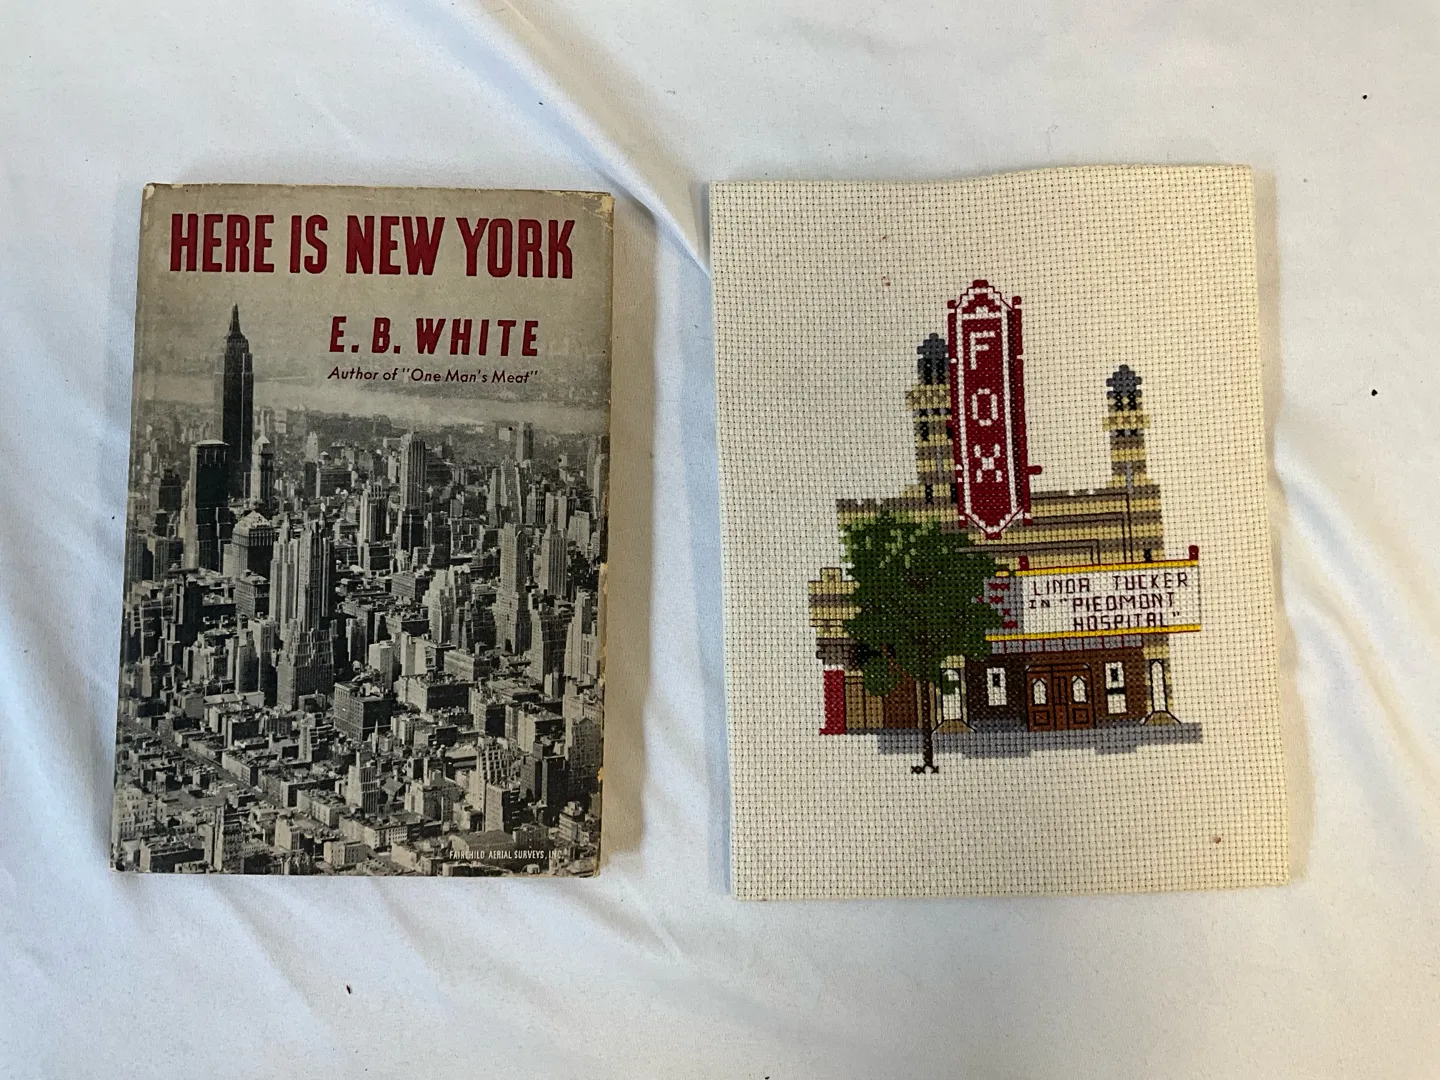 HERE IS NEW YORK
E. B. WHITE
Author of "One Man's Meat"
FAIRCHILD AERIAL SURVEYS, INC.
FOX
LINDA TUCKER
IN "PIEDMONT
HOSPITAL"